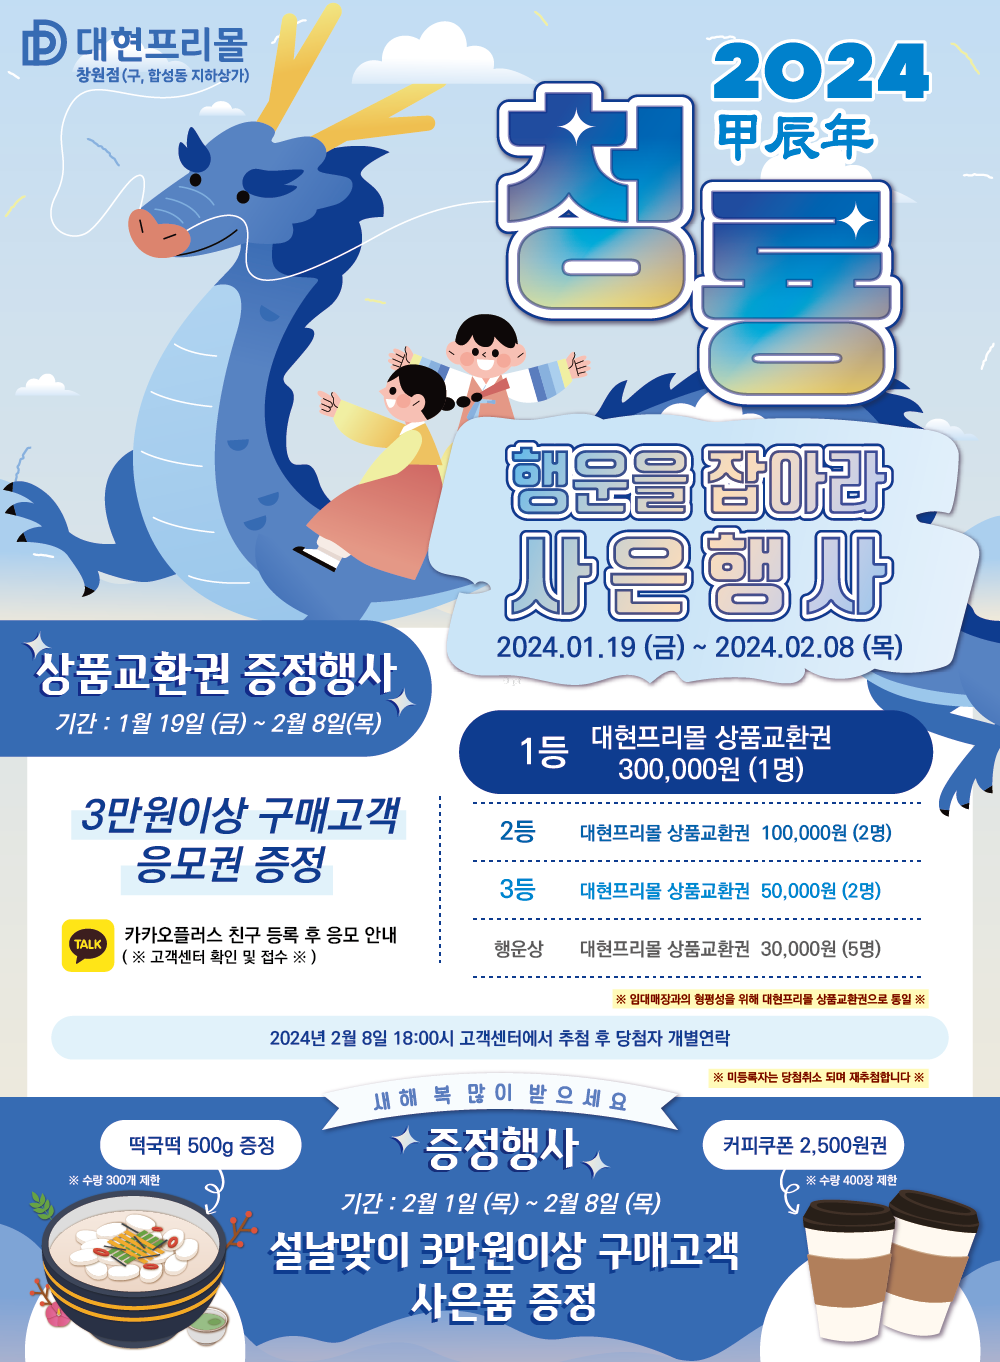 대현프리몰
창원점(구, 합성동 지하상가)
2024
甲辰年
청룡
행운을 잡아라
사은행사
2024.01.19 (금) ~ 2024.02.08 (목)
상품교환권 증정행사
기간 : 1월 19일 (금) ~ 2월 8일(목)
3만원이상 구매고객
응모권 증정
TALK
카카오플러스 친구 등록 후 응모 안내
( ※ 고객센터 확인 및 접수 ※ )
1등 대현프리몰 상품교환권
300,000원 (1명)
2등 대현프리몰 상품교환권 100,000원 (2명)
3등 대현프리몰 상품교환권 50,000원 (2명)
행운상 대현프리몰 상품교환권 30,000원 (5명)
※ 임대매장과의 형평성을 위해 대현프리몰 상품교환권으로 통일 ※
2024년 2월 8일 18:00시 고객센터에서 추첨 후 당첨자 개별연락
※ 미등록자는 당첨취소 되며 재추첨합니다 ※
새해 복 많이 받으세요
증정행사
기간 : 2월 1일 (목) ~ 2월 8일 (목)
설날맞이 3만원이상 구매고객
사은품 증정
떡국떡 500g 증정
※ 수량 300개 제한
커피쿠폰 2,500원권
※ 수량 400장 제한